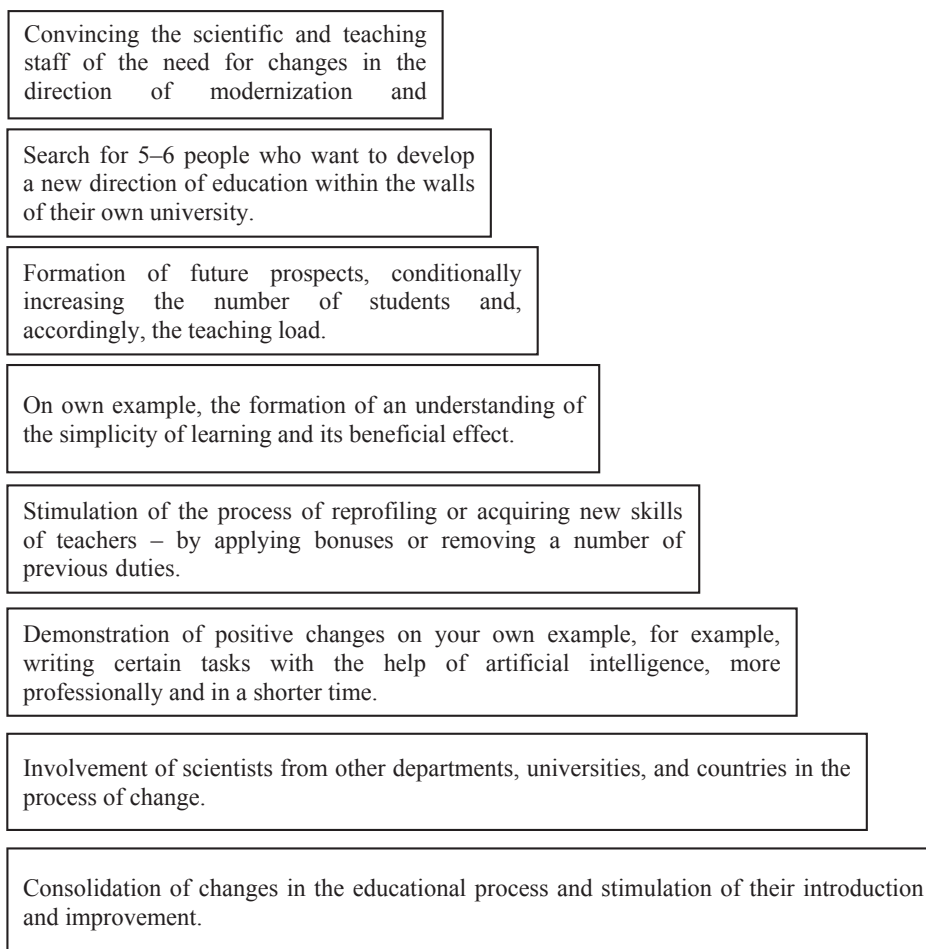 Convincing the scientific and teaching
staff of the need for changes in the
direction of modernization and
Search for 5–6 people who want to develop
a new direction of education within the walls
of their own university.
Formation of future prospects, conditionally
increasing the number of students and,
accordingly, the teaching load.
On own example, the formation of an understanding of
the simplicity of learning and its beneficial effect.
Stimulation of the process of reprofiling or acquiring new skills
of teachers – by applying bonuses or removing a number of
previous duties.
Demonstration of positive changes on your own example, for example,
writing certain tasks with the help of artificial intelligence, more
professionally and in a shorter time.
Involvement of scientists from other departments, universities, and countries in the
process of change.
Consolidation of changes in the educational process and stimulation of their introduction
and improvement.